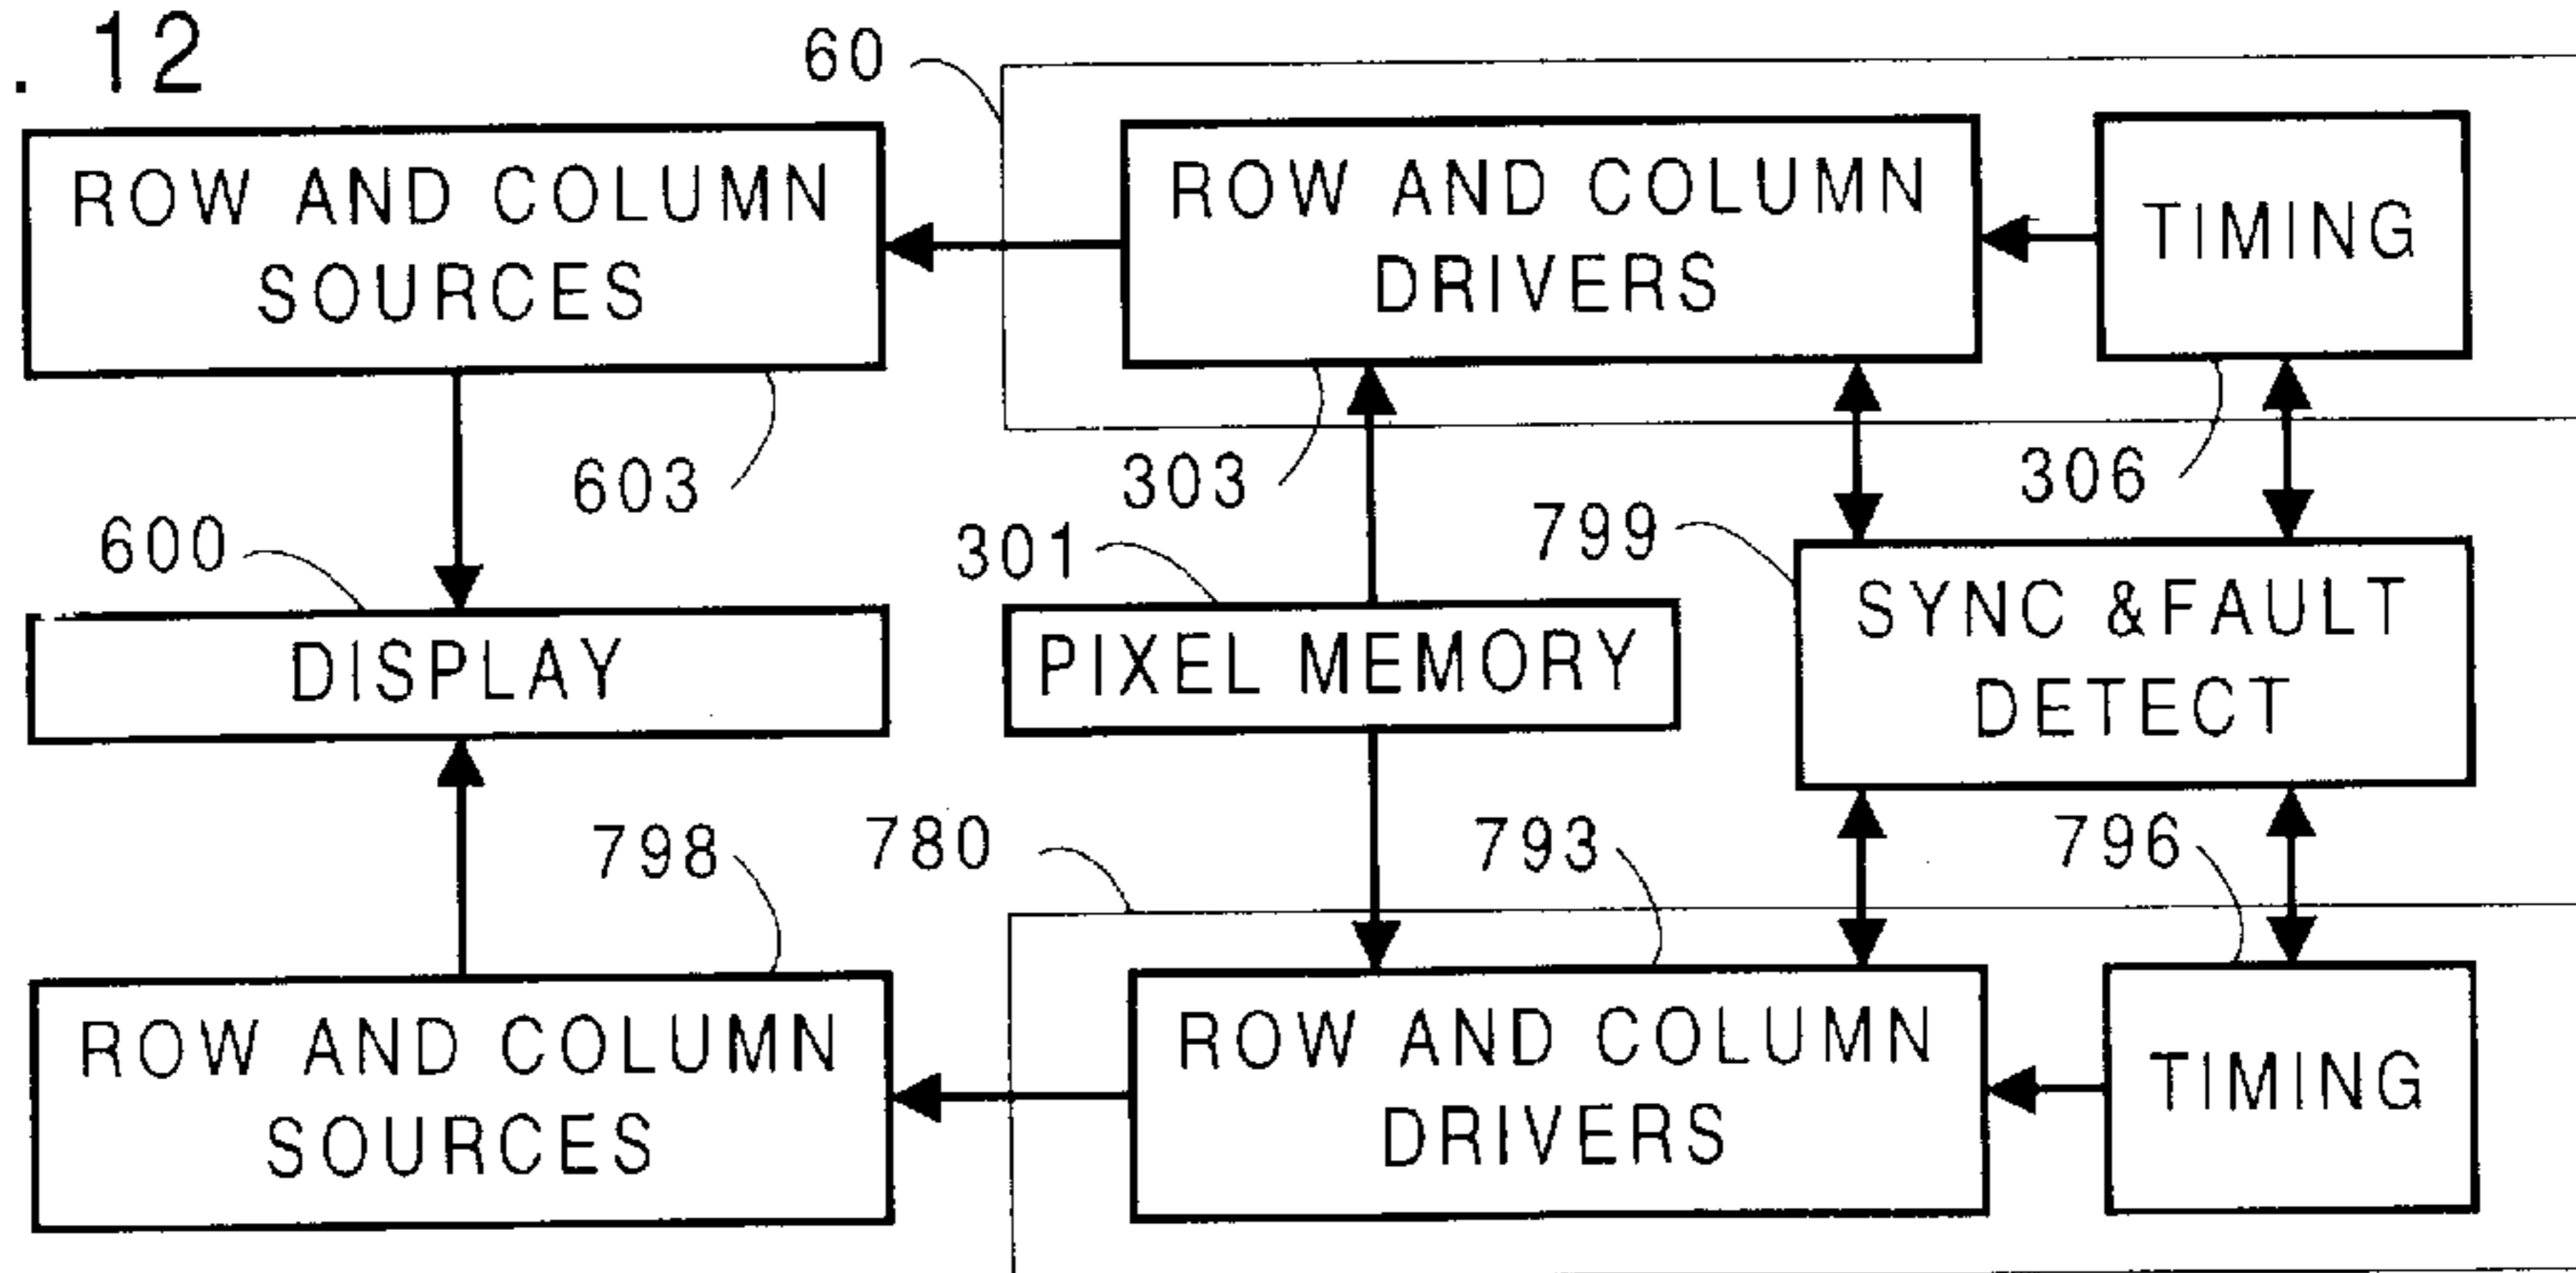 . 12
60
ROW AND COLUMN
SOURCES
ROW AND COLUMN
DRIVERS
TIMING
603
303
306
600
301
799
DISPLAY
PIXEL MEMORY
SYNC &FAULT
DETECT
798
780
793
796
ROW AND COLUMN
SOURCES
ROW AND COLUMN
DRIVERS
TIMING